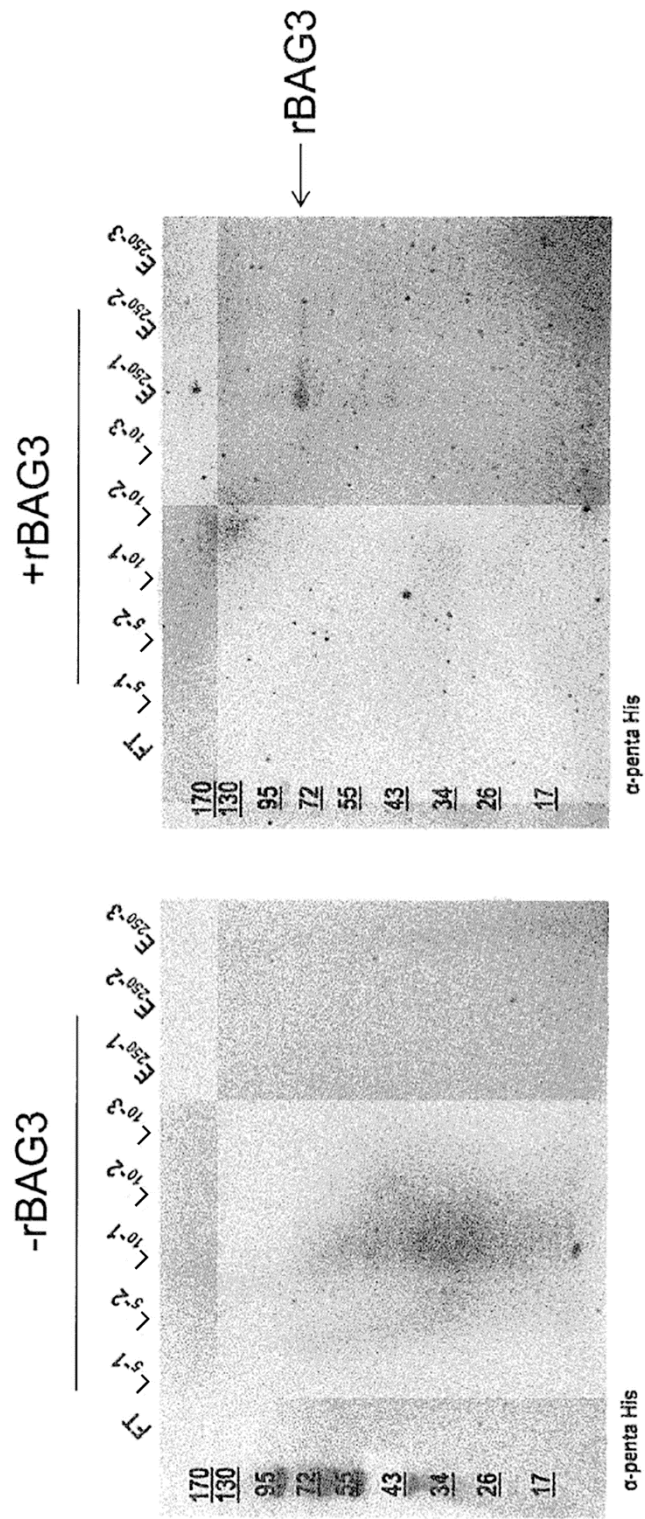 -rBAG3
FT L5-1 L5-2 L10-1 L10-2 L10-3 E250-1 E250-2 E250-3
170
130
95
72
55
43
34
26
17
α-penta His
+rBAG3
FT L5-1 L5-2 L10-1 L10-2 L10-3 E250-1 E250-2 E250-3
170
130
95
72
55
43
34
26
17
rBAG3
α-penta His